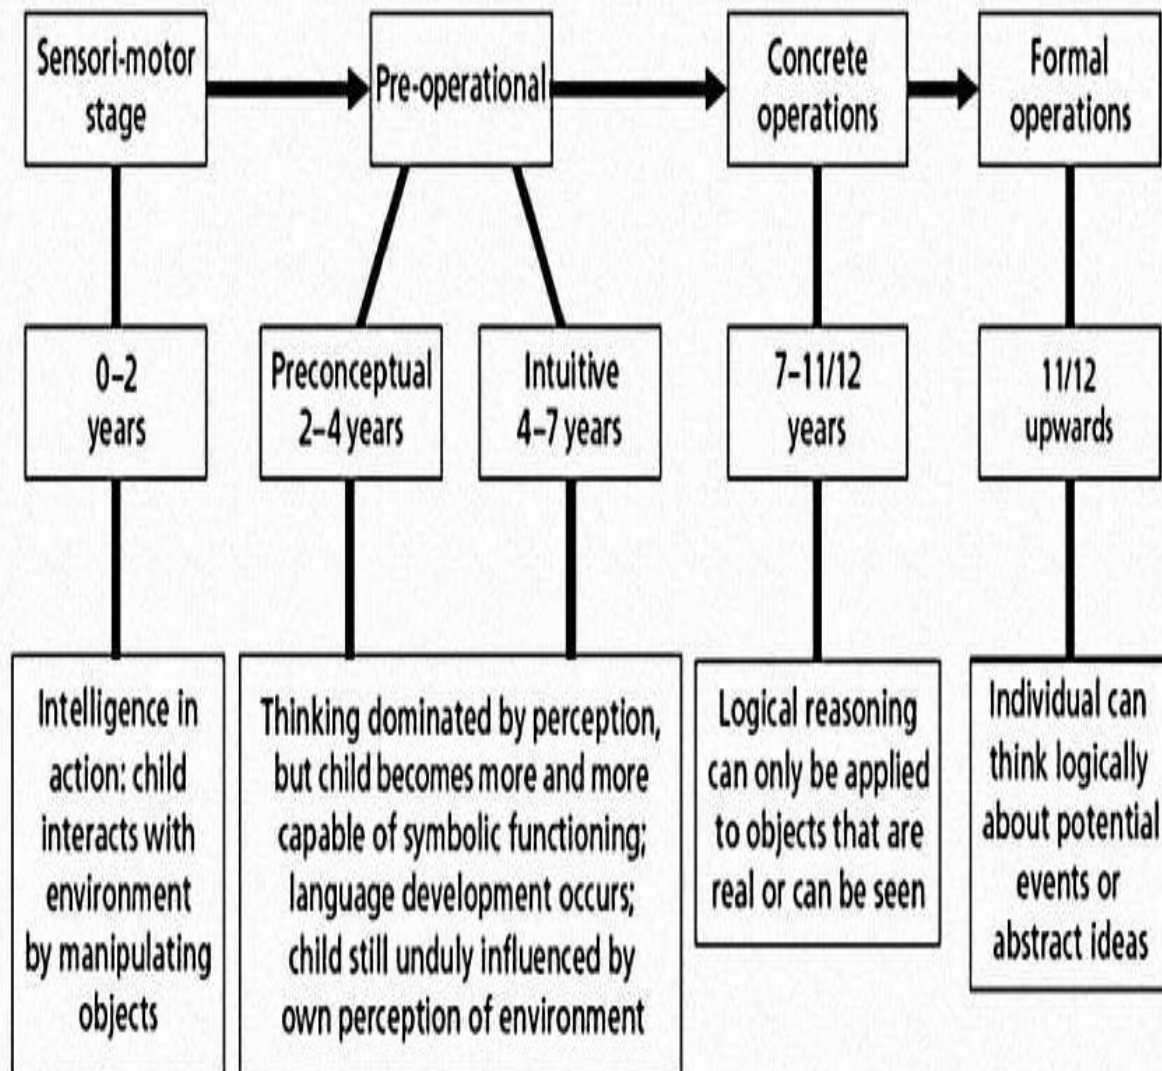 Sensori-motor
stage
Pre-operational
Concrete
operations
Formal
operations
0–2
years
Preconceptual
2–4 years
Intuitive
4–7 years
7–11/12
years
11/12
upwards
Intelligence in
action: child
interacts with
environment
by manipulating
objects
Thinking dominated by perception,
but child becomes more and more
capable of symbolic functioning;
language development occurs;
child still unduly influenced by
own perception of environment
Logical reasoning
can only be applied
to objects that are
real or can be seen
Individual can
think logically
about potential
events or
abstract ideas